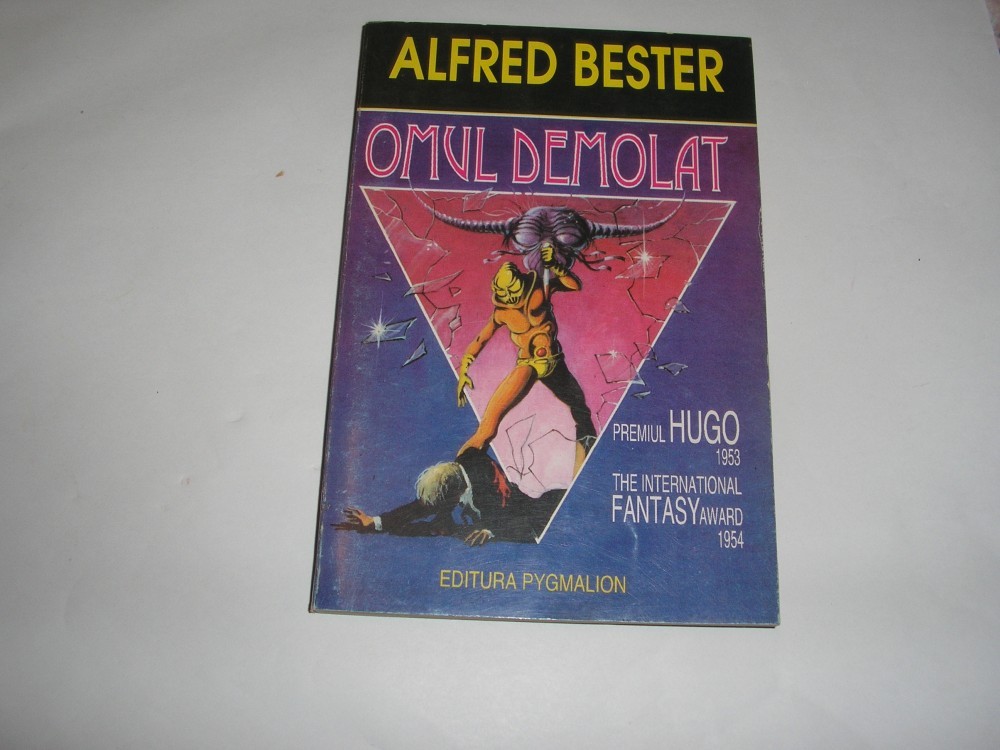 ALFRED BESTER
OMUL DEMOLAT
PREMIUL HUGO
1953
THE INTERNATIONAL
FANTASY AWARD
1954
EDITURA PYGMALION